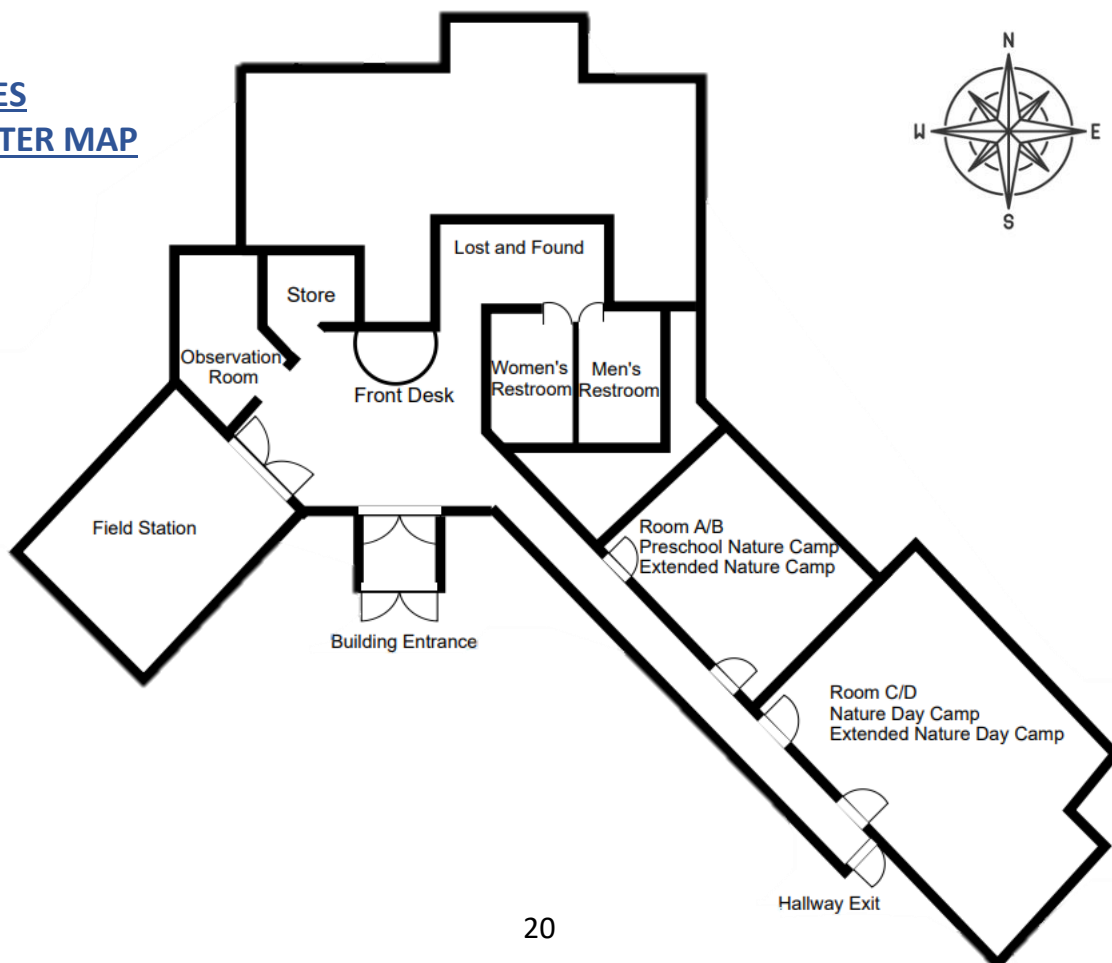 ES
TER MAP
N
W
E
S
Lost and Found
Store
Observation
Room
Women's
Restroom
Men's
Restroom
Front Desk
Field Station
Room A/B
Preschool Nature Camp
Extended Nature Camp
Building Entrance
Room C/D
Nature Day Camp
Extended Nature Day Camp
Hallway Exit
20